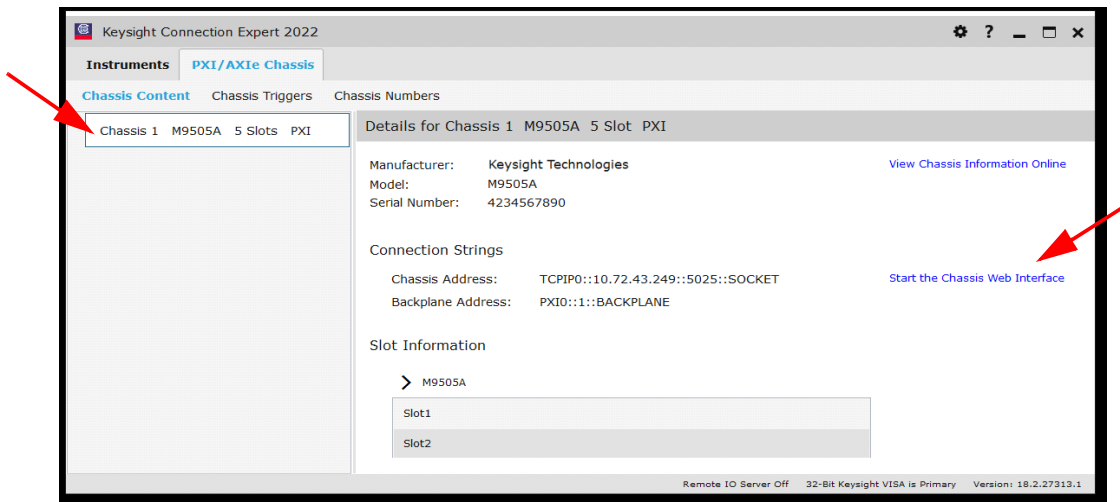 Keysight Connection Expert 2022
Instruments PXI/AXIe Chassis
Chassis Content Chassis Triggers Chassis Numbers
Chassis 1 M9505A 5 Slots PXI
Details for Chassis 1 M9505A 5 Slot PXI
Manufacturer: Keysight Technologies
View Chassis Information Online
Model: M9505A
Serial Number: 4234567890
Connection Strings
Chassis Address: TCPIP0::10.72.43.249::5025::SOCKET
Start the Chassis Web Interface
Backplane Address: PXI0::1::BACKPLANE
Slot Information
M9505A
Slot1
Slot2
Remote IO Server Off 32-Bit Keysight VISA is Primary Version: 18.2.27313.1